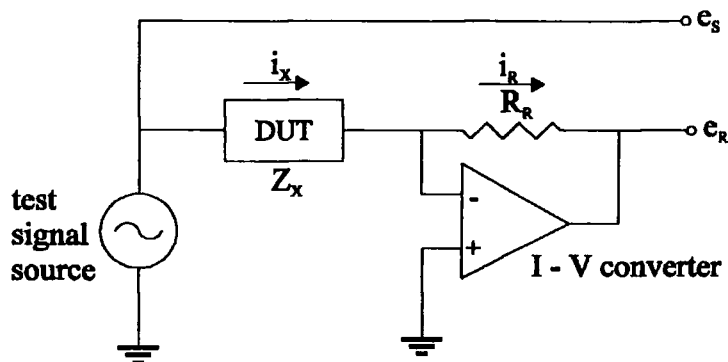 e_S
i_X
i_R
R_R
DUT
e_R
Z_X
test
signal
source
-
+
I - V converter